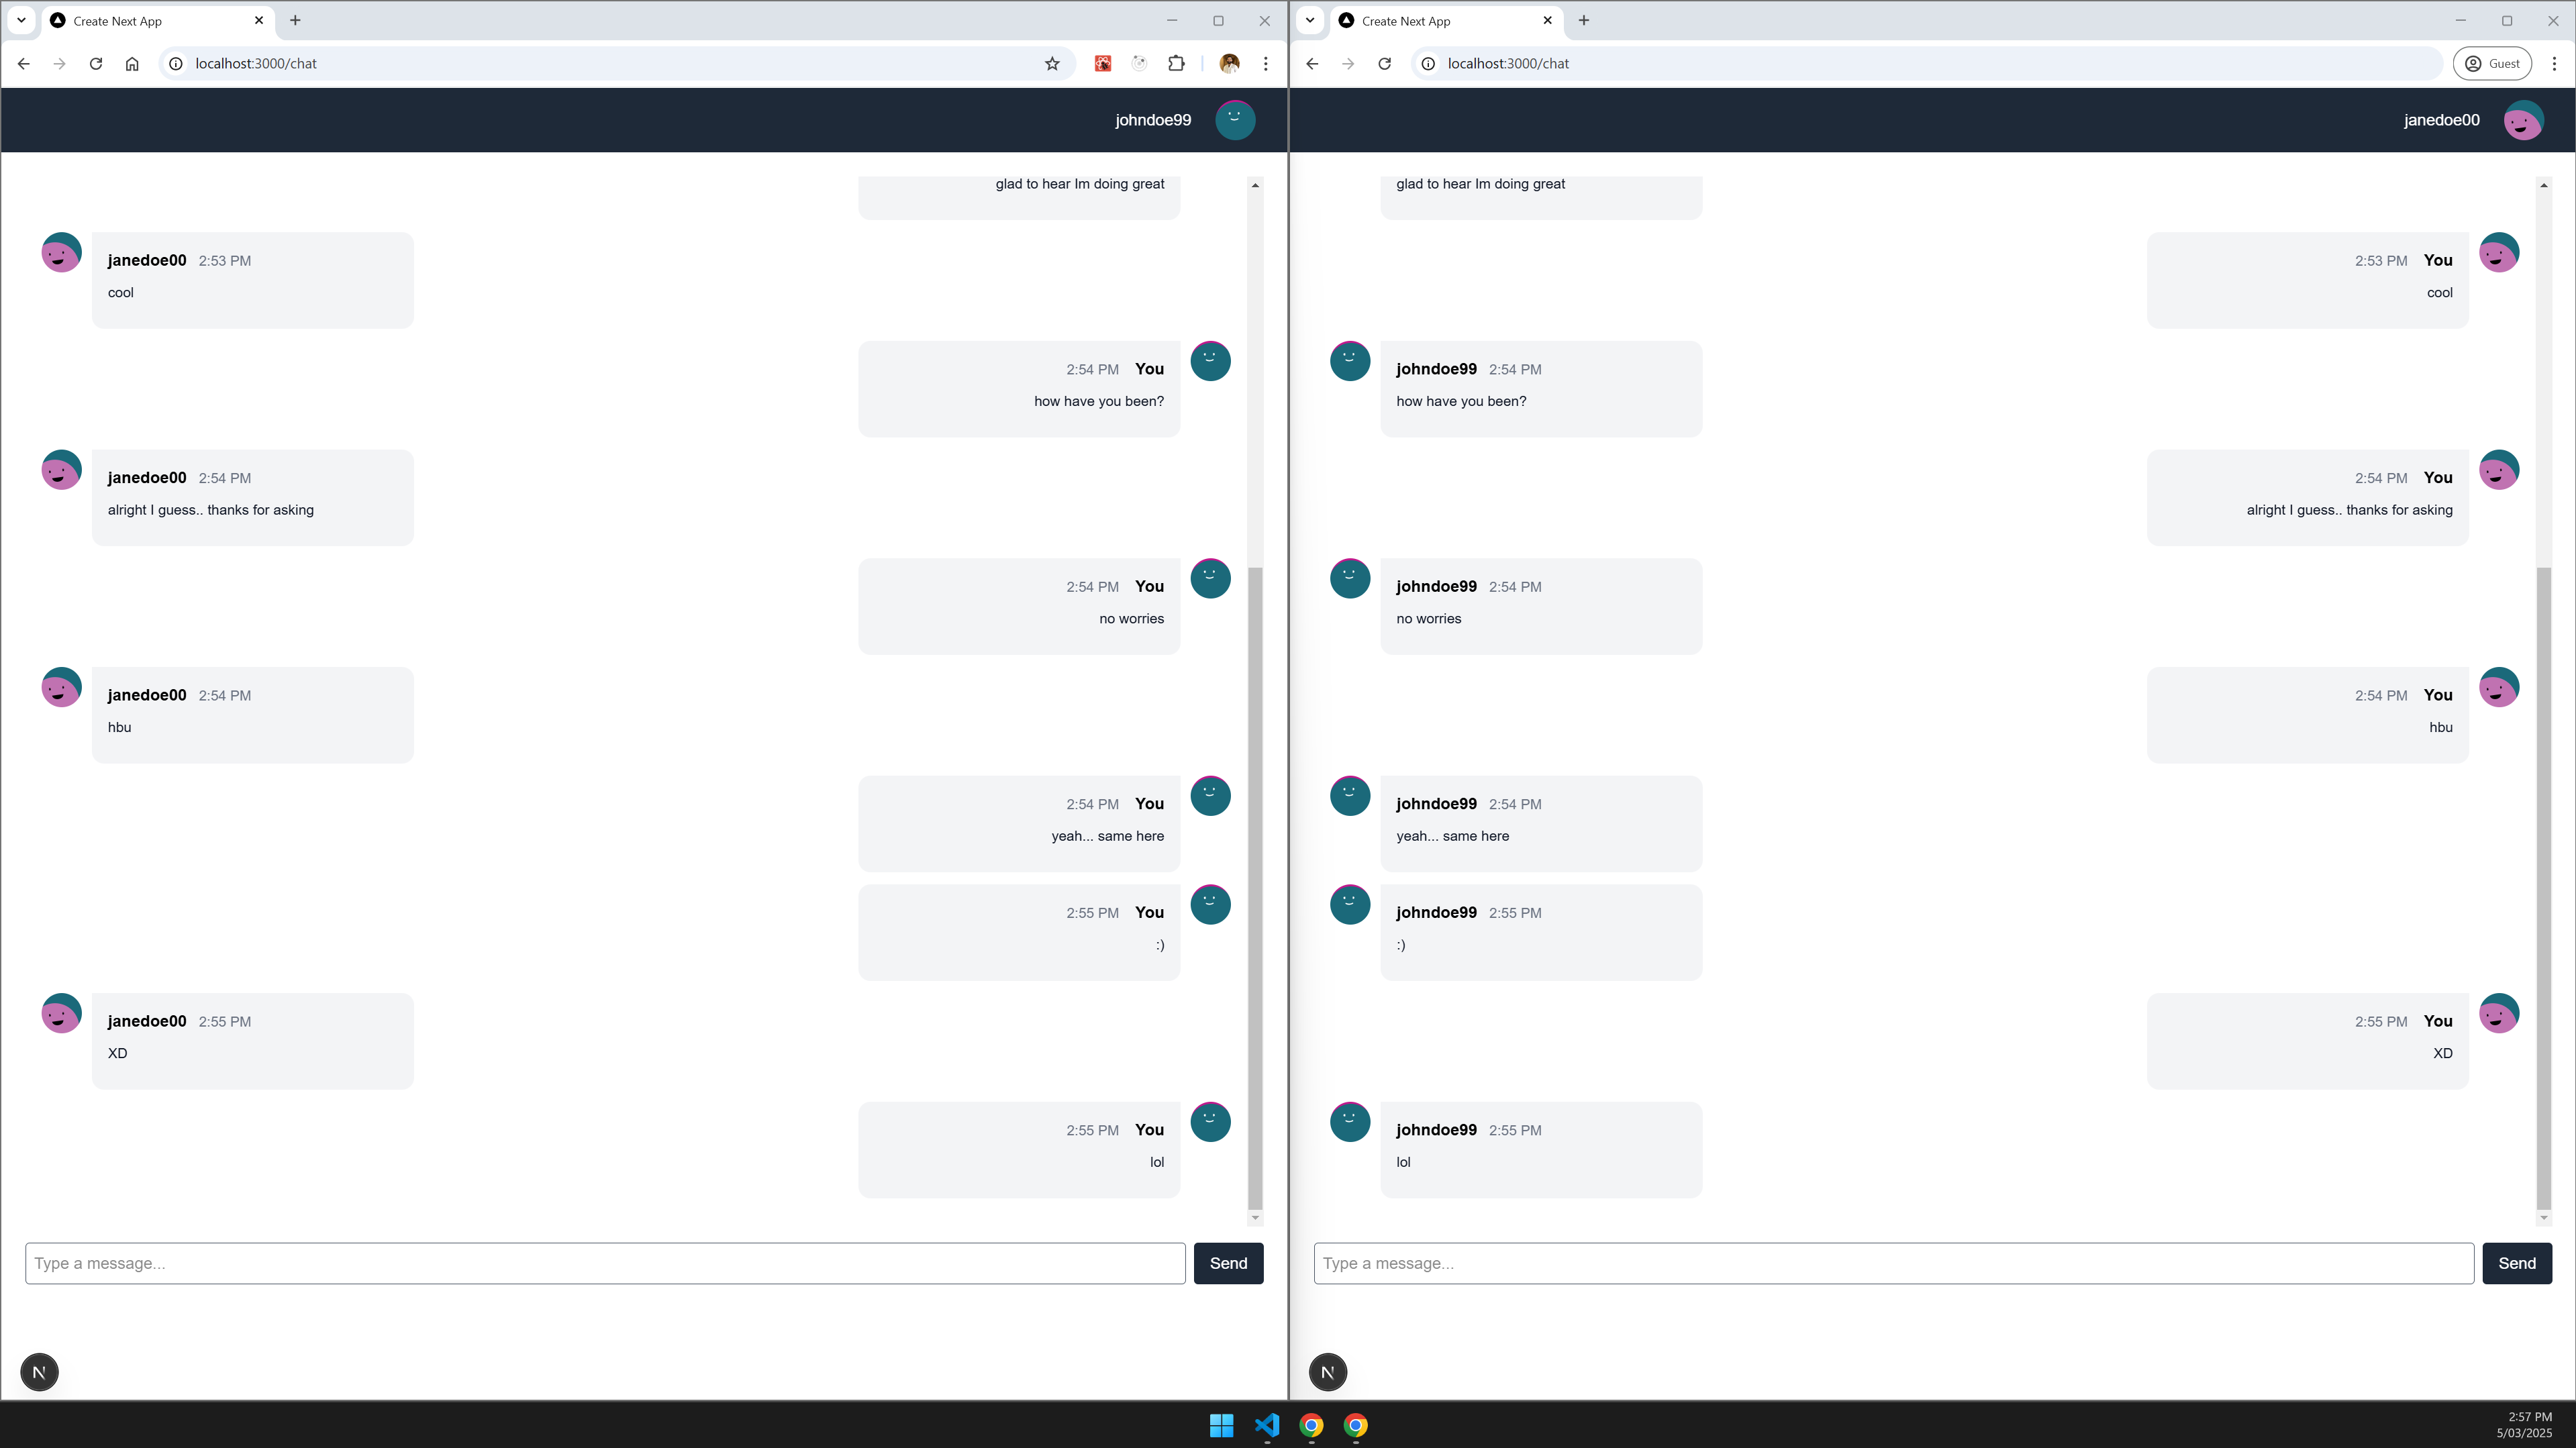 Create Next App
localhost:3000/chat
johndoe99
glad to hear Im doing great
janedoe00 2:53 PM
cool
2:54 PM You
how have you been?
janedoe00 2:54 PM
alright I guess.. thanks for asking
2:54 PM You
no worries
janedoe00 2:54 PM
hbu
2:54 PM You
yeah... same here
2:55 PM You
:)
janedoe00 2:55 PM
XD
2:55 PM You
lol
Type a message...
Send
N
Create Next App
localhost:3000/chat
Guest
janedoe00
glad to hear Im doing great
2:53 PM You
cool
johndoe99 2:54 PM
how have you been?
2:54 PM You
alright I guess.. thanks for asking
johndoe99 2:54 PM
no worries
2:54 PM You
hbu
johndoe99 2:54 PM
yeah... same here
johndoe99 2:55 PM
:)
2:55 PM You
XD
johndoe99 2:55 PM
lol
Type a message...
Send
N
2:57 PM
5/03/2025